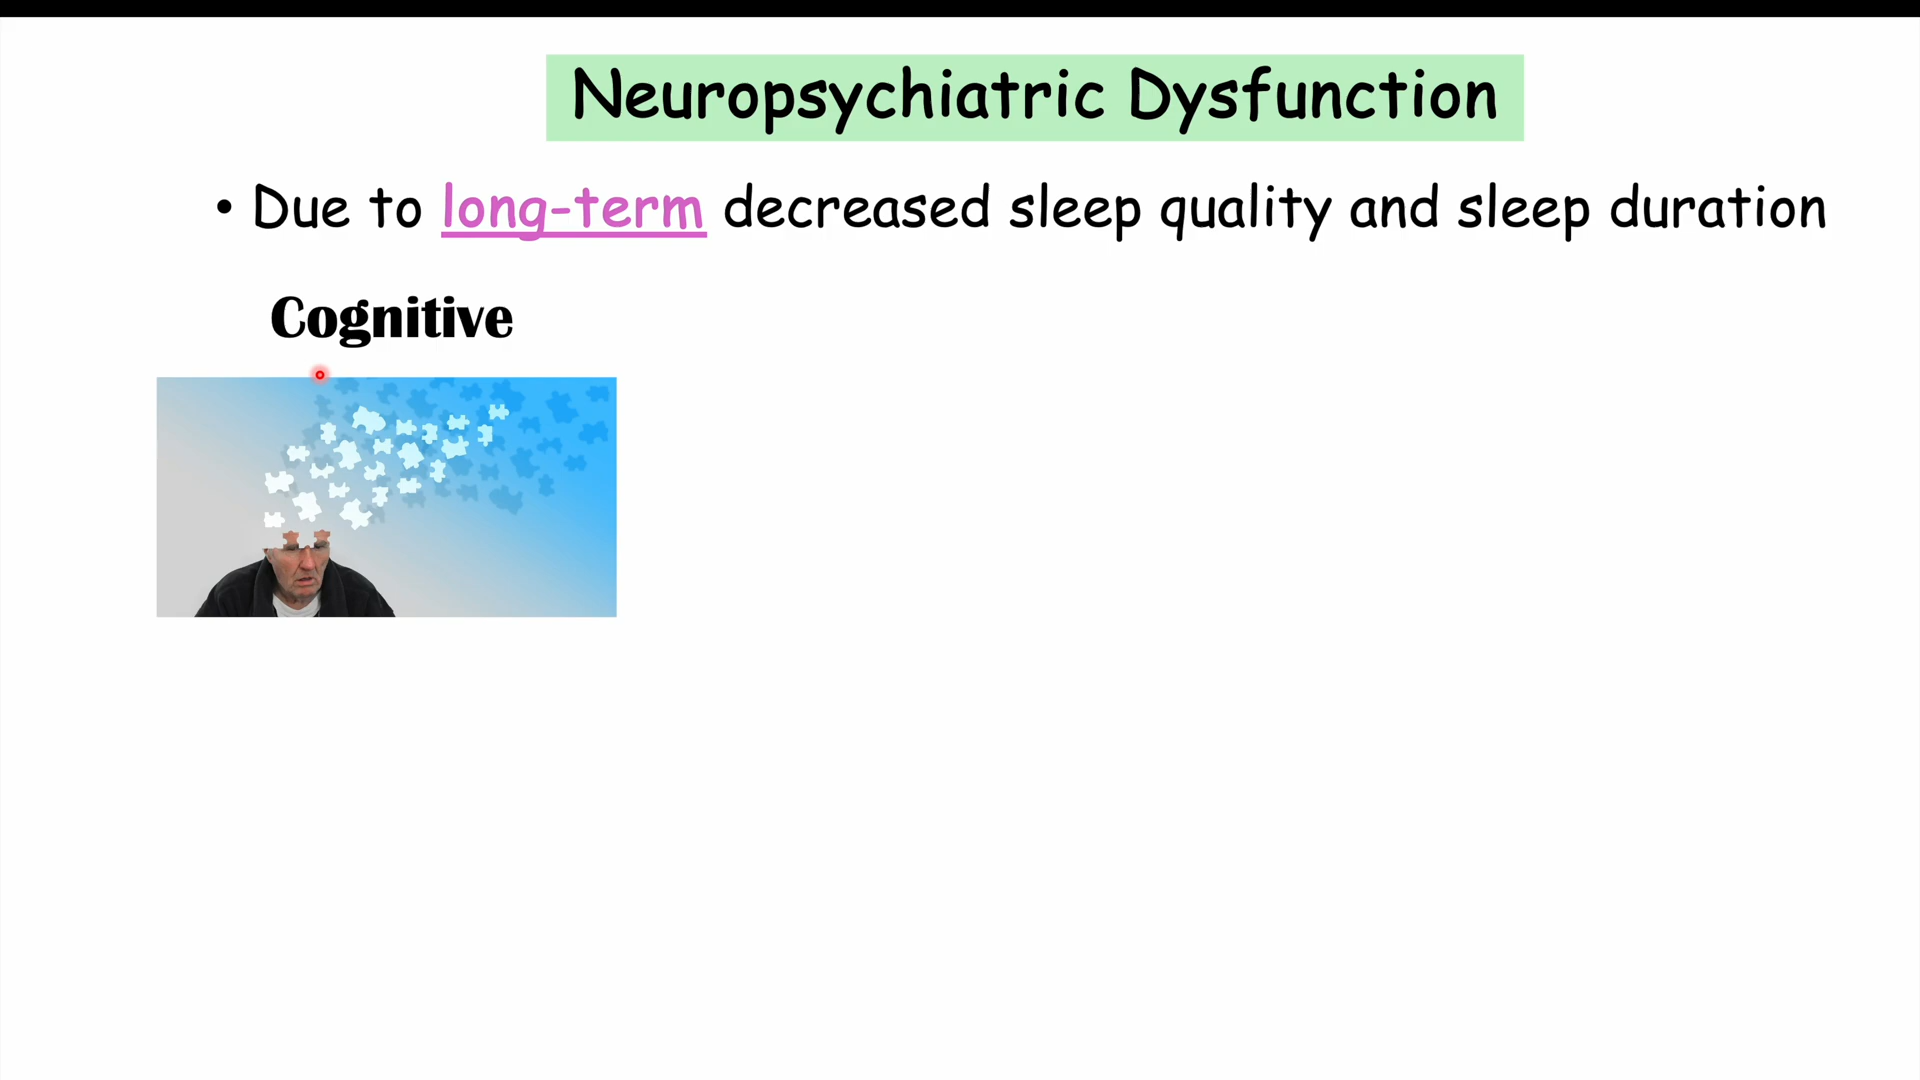 Neuropsychiatric Dysfunction
• Due to long-term decreased sleep quality and sleep duration
Cognitive